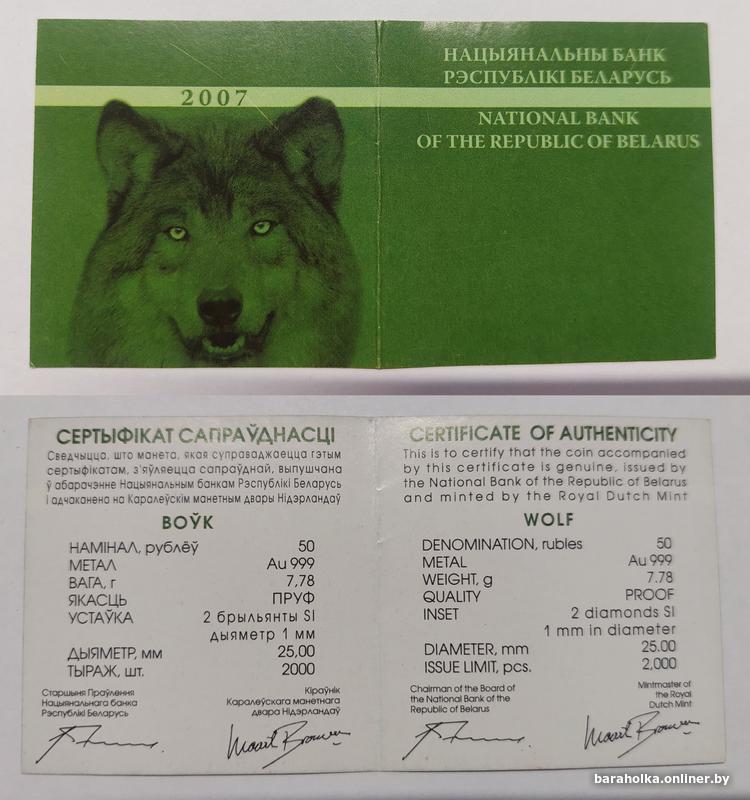 2007
НАЦЫЯНАЛЬНЫ БАНК
РЭСПУБЛІКІ БЕЛАРУСЬ
NATIONAL BANK
OF THE REPUBLIC OF BELARUS
СЕРТЫФІКАТ САПРАЎДНАСЦІ
Сведчыцца, што манета, якая суправаджаецца гэтым
сертыфікатам, з'яўляецца сапраўднай, выпушчана
ў абарачэнне Нацыянальным банкам Рэспублікі Беларусь
і адчаканена на Каралеўскім манетным двары Нідэрландаў
ВОЎК
НАМІНАЛ, рублёў 50
МЕТАЛ Au 999
ВАГА, г 7,78
ЯКАСЦЬ ПРУФ
УСТАЎКА 2 брыльянты SI
дыяметр 1 мм
ДЫЯМЕТР, мм 25,00
ТЫРАЖ, шт. 2000
Старшыня Праўлення
Нацыянальнага банка
Рэспублікі Беларусь
Кіраўнік
Каралеўскага манетнага
двара Нідэрландаў
CERTIFICATE OF AUTHENTICITY
This is to certify that the coin accompanied
by this certificate is genuine, issued by
the National Bank of the Republic of Belarus
and minted by the Royal Dutch Mint
WOLF
DENOMINATION, rubles 50
METAL Au 999
WEIGHT, g 7.78
QUALITY PROOF
INSET 2 diamonds SI
1 mm in diameter
DIAMETER, mm 25.00
ISSUE LIMIT, pcs. 2,000
Chairman of the Board of
the National Bank of the
Republic of Belarus
Mintmaster of
the Royal
Dutch Mint
baraholka.onliner.by